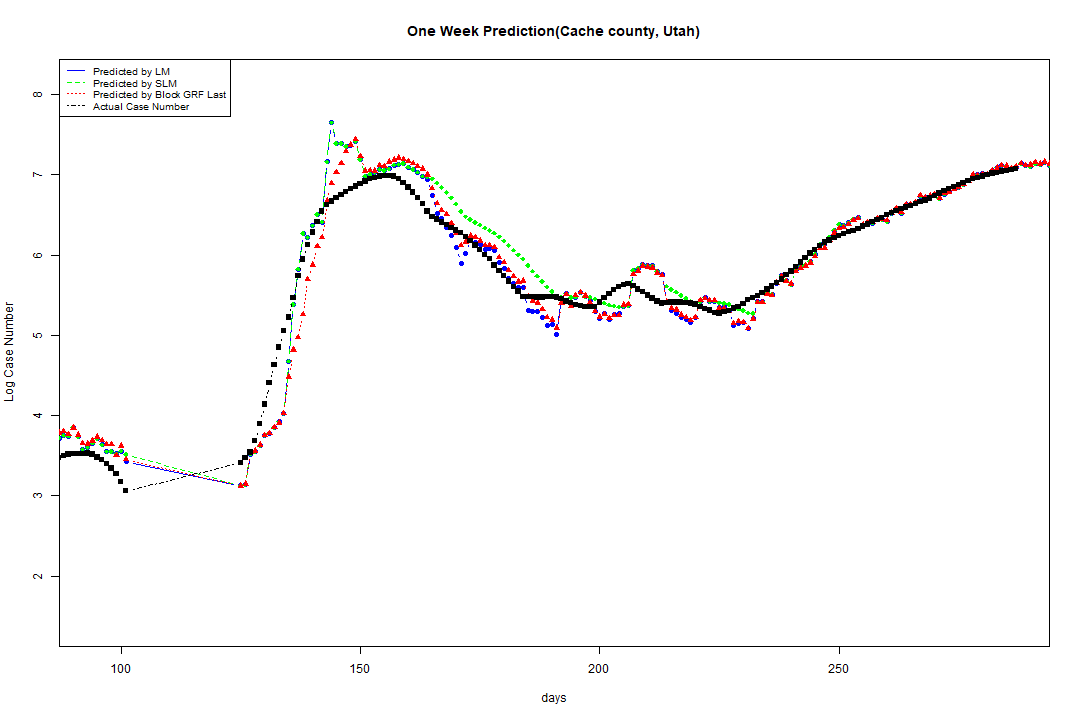 One Week Prediction(Cache county, Utah)
Predicted by LM
Predicted by SLM
Predicted by Block GRF Last
Actual Case Number
8
7
6
5
4
3
2
Log Case Number
100
150
200
250
days